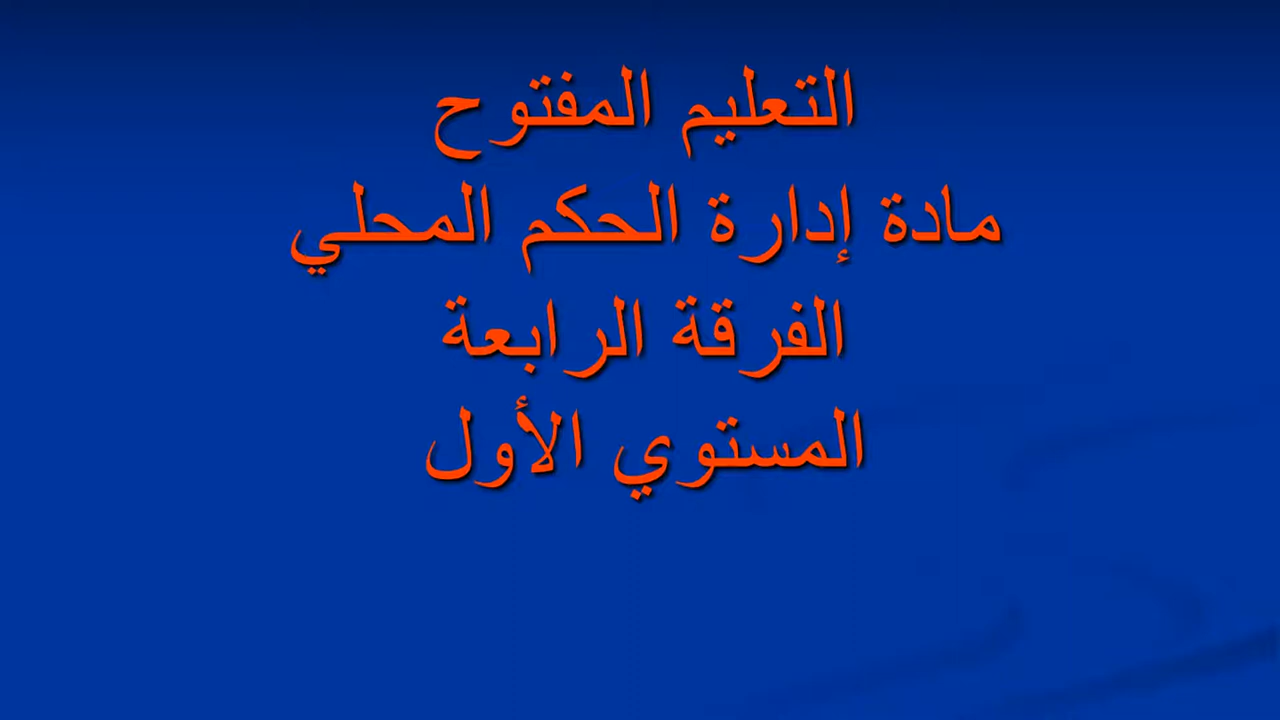 التعليم المفتوح
مادة إدارة الحكم المحلي
الفرقة الرابعة
المستوي الأول